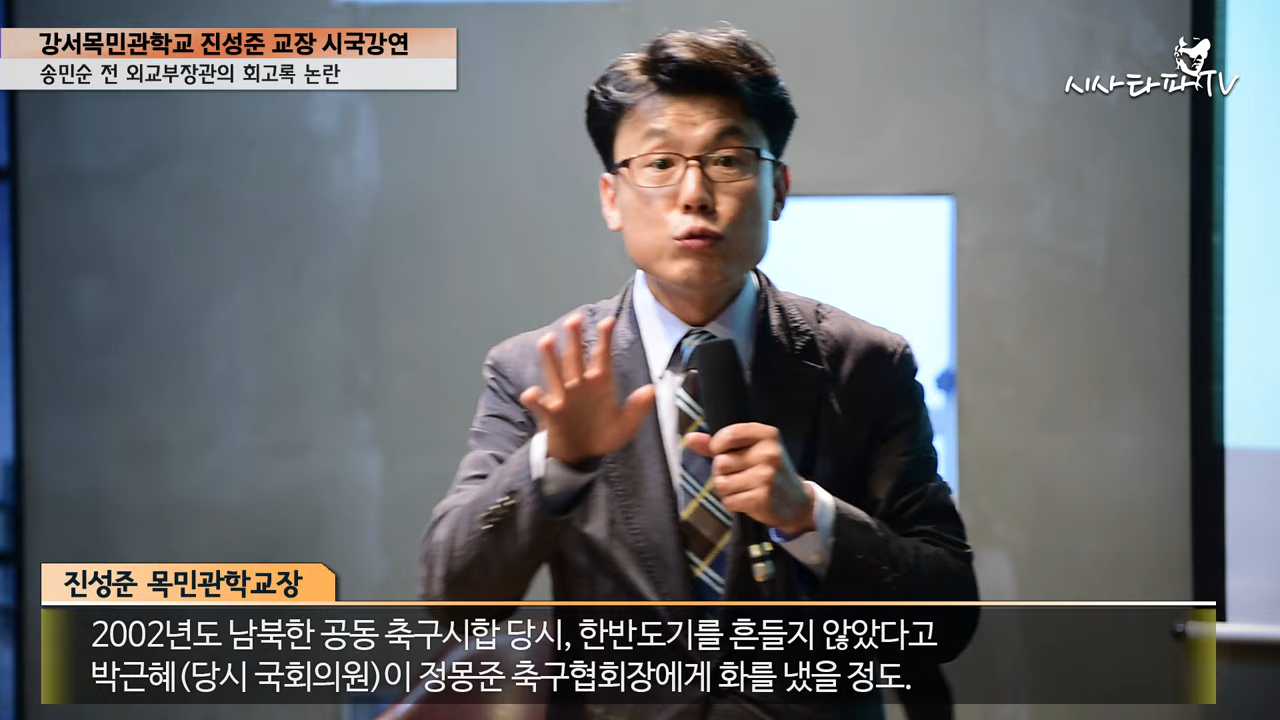 강서목민관학교 진성준 교장 시국강연
송민순 전 외교부장관의 회고록 논란
시사타파TV
진성준 목민관학교장
2002년도 남북한 공동 축구시합 당시, 한반도기를 흔들지 않았다고
박근혜(당시 국회의원)이 정몽준 축구협회장에게 화를 냈을 정도.